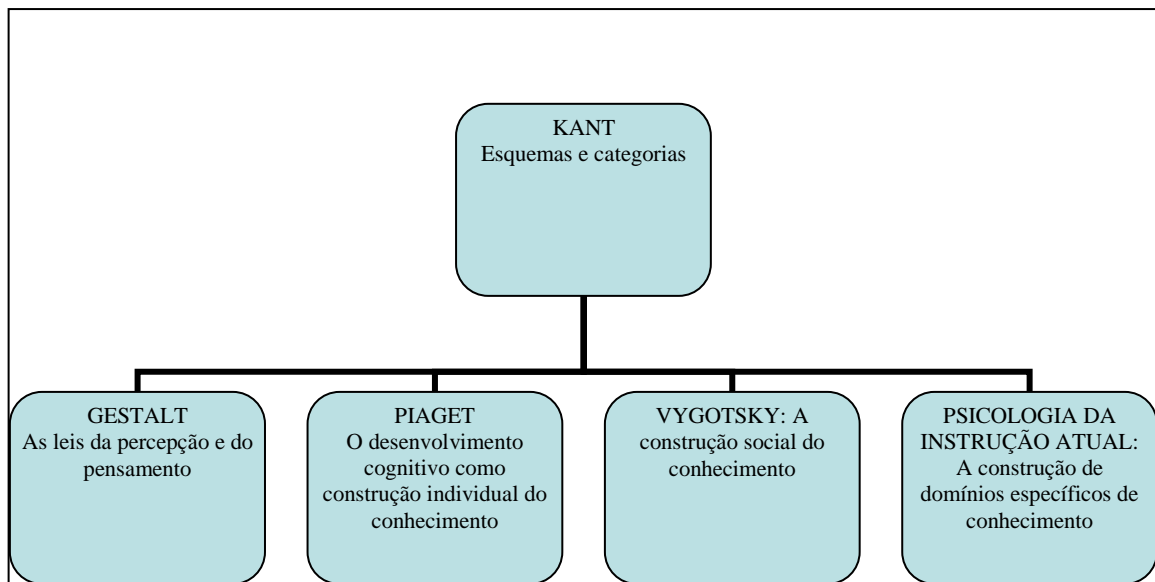 KANT
Esquemas e categorias
GESTALT
As leis da percepção e do
pensamento
PIAGET
O desenvolvimento
cognitivo como
construção individual do
conhecimento
VYGOTSKY: A
construção social do
conhecimento
PSICOLOGIA DA
INSTRUÇÃO ATUAL:
A construção de
domínios específicos de
conhecimento